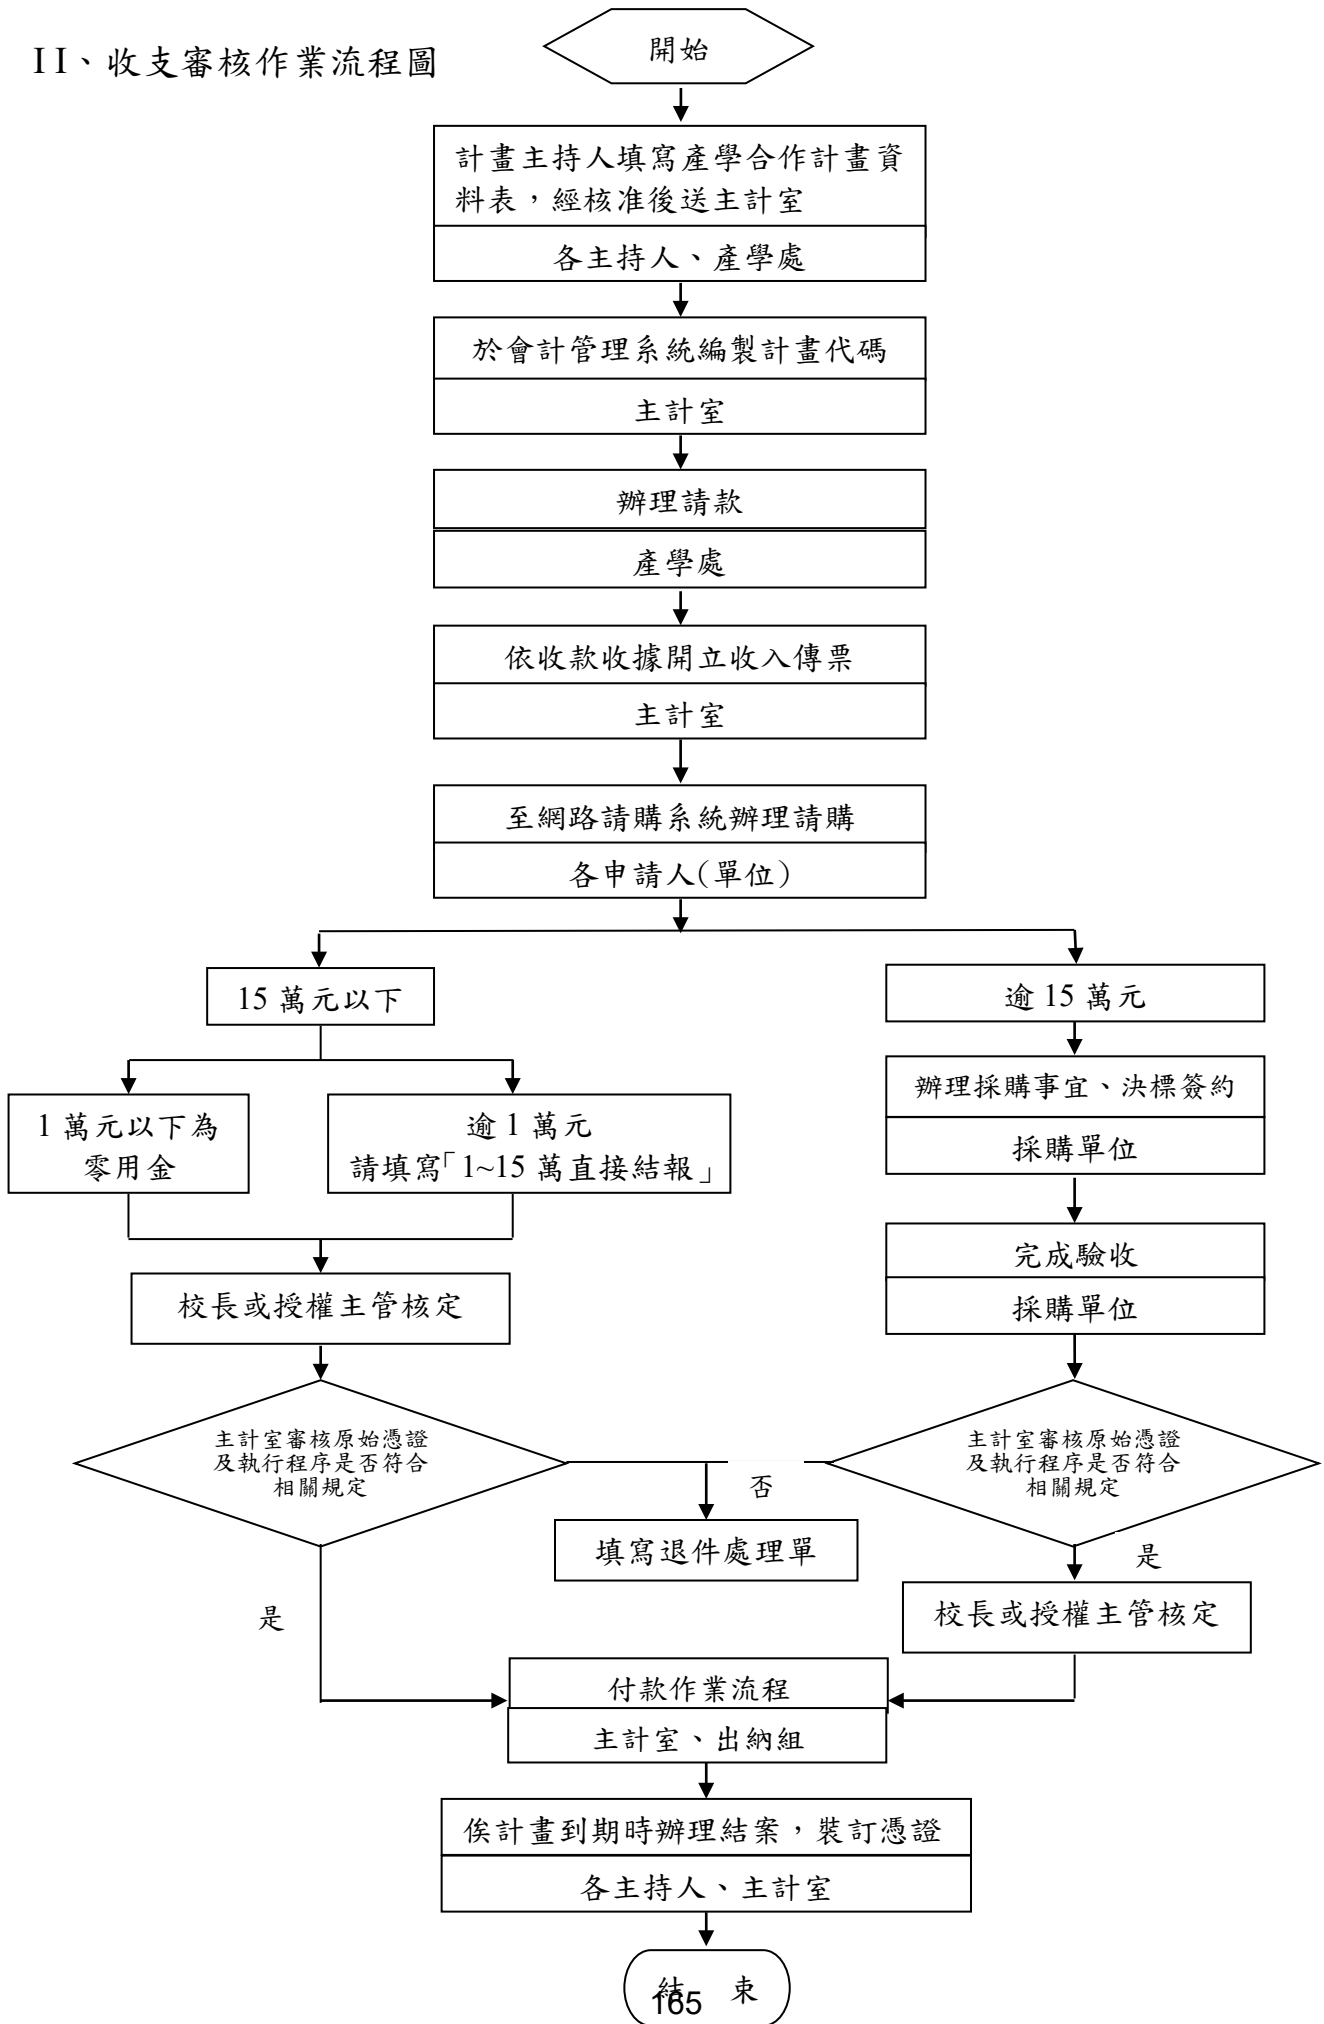 II、收支審核作業流程圖
開始
計畫主持人填寫產學合作計畫資
料表，經核准後送主計室
各主持人、產學處
於會計管理系統編製計畫代碼
主計室
辦理請款
產學處
依收款收據開立收入傳票
主計室
至網路請購系統辦理請購
各申請人(單位)
15 萬元以下
逾 15 萬元
1 萬元以下為
零用金
逾 1 萬元
請填寫「1~15 萬直接結報」
辦理採購事宜、決標簽約
採購單位
完成驗收
採購單位
校長或授權主管核定
主計室審核原始憑證
及執行程序是否符合
相關規定
主計室審核原始憑證
及執行程序是否符合
相關規定
否
填寫退件處理單
是
是
校長或授權主管核定
付款作業流程
主計室、出納組
俟計畫到期時辦理結案，裝訂憑證
各主持人、主計室
結 束
165